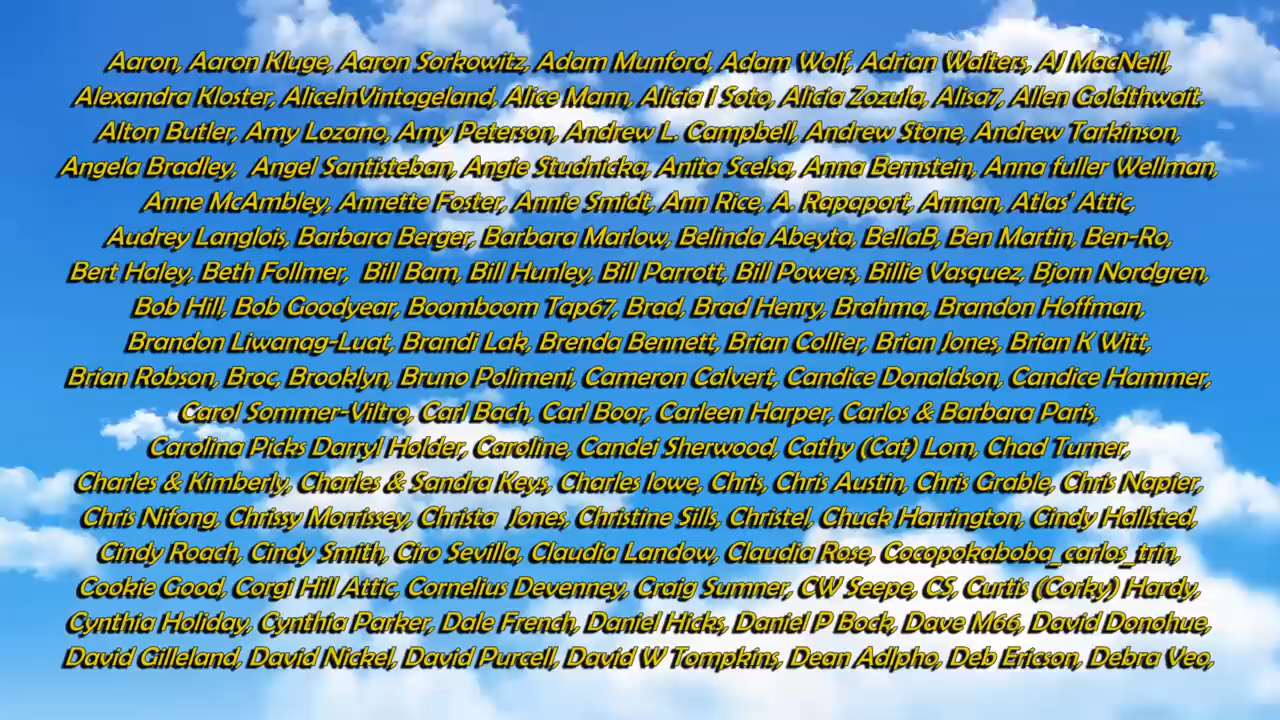 Aaron, Aaron Kluge, Aaron Sorkowitz, Adam Munford, Adam Wolf, Adrian Walters, AJ MacNeill,
Alexandra Kloster, AliceInVintageland, Alice Mann, Alicia I Soto, Alicia Zozula, Alisa7, Allen Goldthwait.
Alton Butler, Amy Lozano, Amy Peterson, Andrew L. Campbell, Andrew Stone, Andrew Tarkinson,
Angela Bradley,  Angel Santisteban, Angie Studnicka, Anita Scelsa, Anna Bernstein, Anna fuller Wellman,
Anne McAmbley, Annette Foster, Annie Smidt, Ann Rice, A. Rapaport, Arman, Atlas' Attic,
Audrey Langlois, Barbara Berger, Barbara Marlow, Belinda Abeyta, BellaB, Ben Martin, Ben-Ro,
Bert Haley, Beth Follmer,  Bill Bam, Bill Hunley, Bill Parrott, Bill Powers, Billie Vasquez, Bjorn Nordgren,
Bob Hill, Bob Goodyear, Boomboom Tap67, Brad, Brad Henry, Brahma, Brandon Hoffman,
Brandon Liwanag-Luat, Brandi Lak, Brenda Bennett, Brian Collier, Brian Jones, Brian K Witt,
Brian Robson, Broc, Brooklyn, Bruno Polimeni, Cameron Calvert, Candice Donaldson, Candice Hammer,
Carol Sommer-Viltro, Carl Bach, Carl Boor, Carleen Harper, Carlos & Barbara Paris,
Carolina Picks Darryl Holder, Caroline, Candei Sherwood, Cathy (Cat) Lom, Chad Turner,
Charles & Kimberly, Charles & Sandra Keys, Charles lowe, Chris, Chris Austin, Chris Grable, Chris Napier,
Chris Nifong, Chrissy Morrissey, Christa  Jones, Christine Sills, Christel, Chuck Harrington, Cindy Hallsted,
Cindy Roach, Cindy Smith, Ciro Sevilla, Claudia Landow, Claudia Rose, Cocopokaboba_carlos_trin,
Cookie Good, Corgi Hill Attic, Cornelius Devenney, Craig Sumner, CW Seepe, CS, Curtis (Corky) Hardy,
Cynthia Holiday, Cynthia Parker, Dale French, Daniel Hicks, Daniel P Bock, Dave M66, David Donohue,
David Gilleland, David Nickel, David Purcell, David W Tompkins, Dean Adlpho, Deb Ericson, Debra Veo,